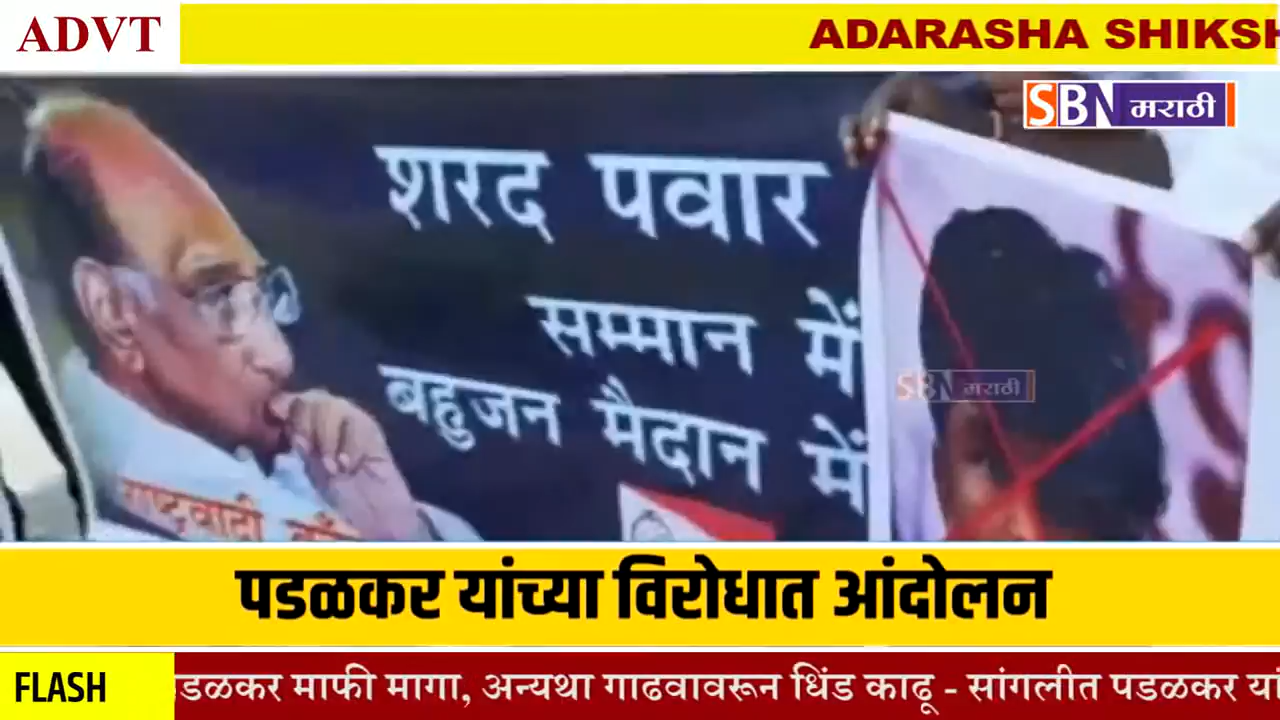 ADVT
ADARASHA SHIKSH
SBN मराठी
शरद पवार
सम्मान में
बहुजन मैदान में
SBN मराठी
राष्ट्रवादी
पडळकर यांच्या विरोधात आंदोलन
FLASH
डळकर माफी मागा, अन्यथा गाढवावरून धिंड काढू - सांगलीत पडळकर यां